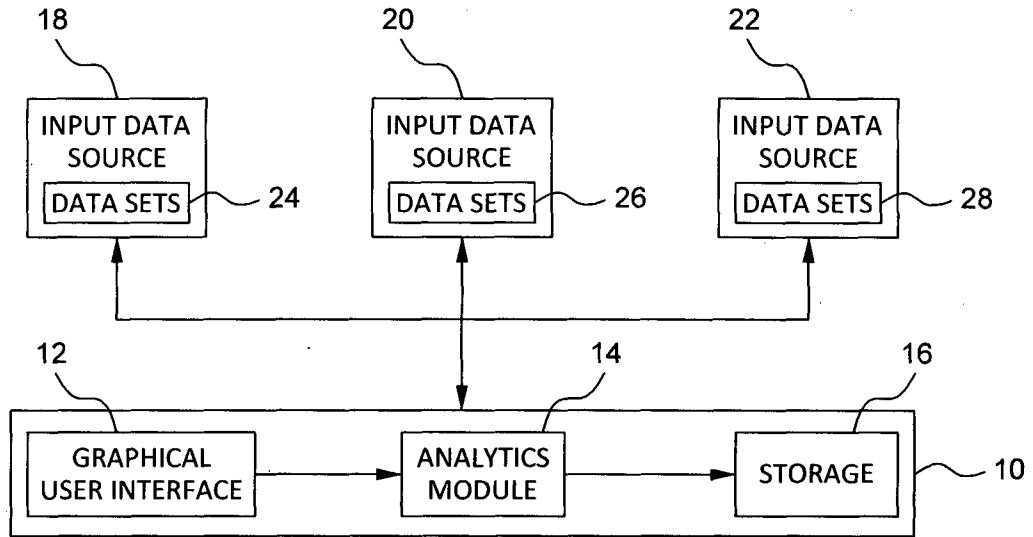 18
20
22
INPUT DATA
SOURCE
DATA SETS
24
INPUT DATA
SOURCE
DATA SETS
26
INPUT DATA
SOURCE
DATA SETS
28
12
14
16
GRAPHICAL
USER INTERFACE
ANALYTICS
MODULE
STORAGE
10